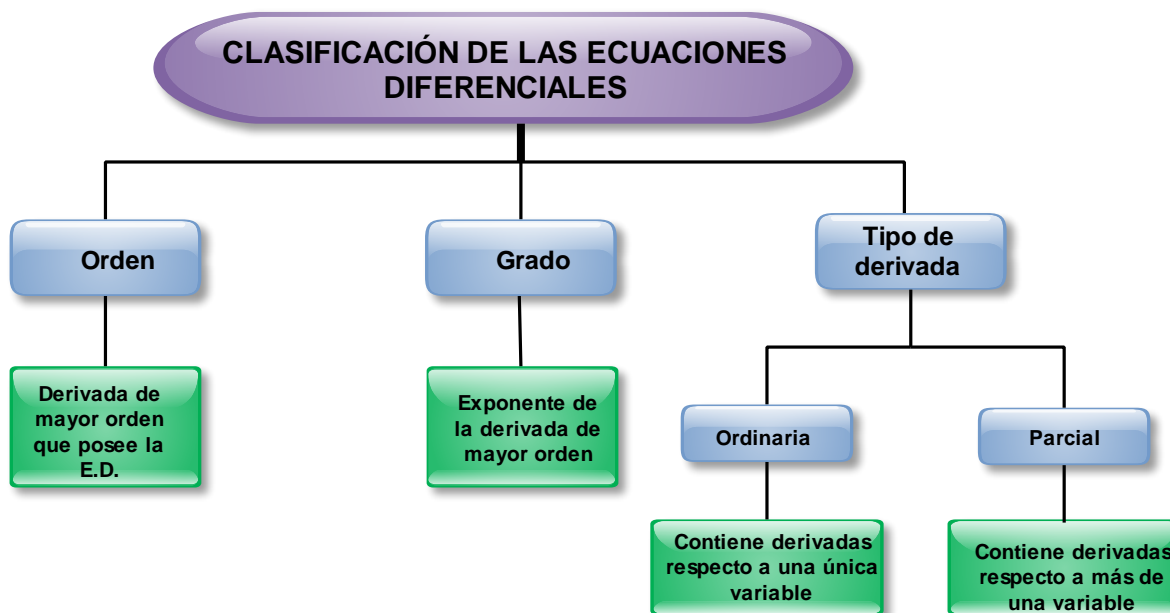 CLASIFICACIÓN DE LAS ECUACIONES
DIFERENCIALES
Orden
Grado
Tipo de
derivada
Derivada de
mayor orden
que posee la
E.D.
Exponente de
la derivada de
mayor orden
Ordinaria
Parcial
Contiene derivadas
respecto a una única
variable
Contiene derivadas
respecto a más de
una variable